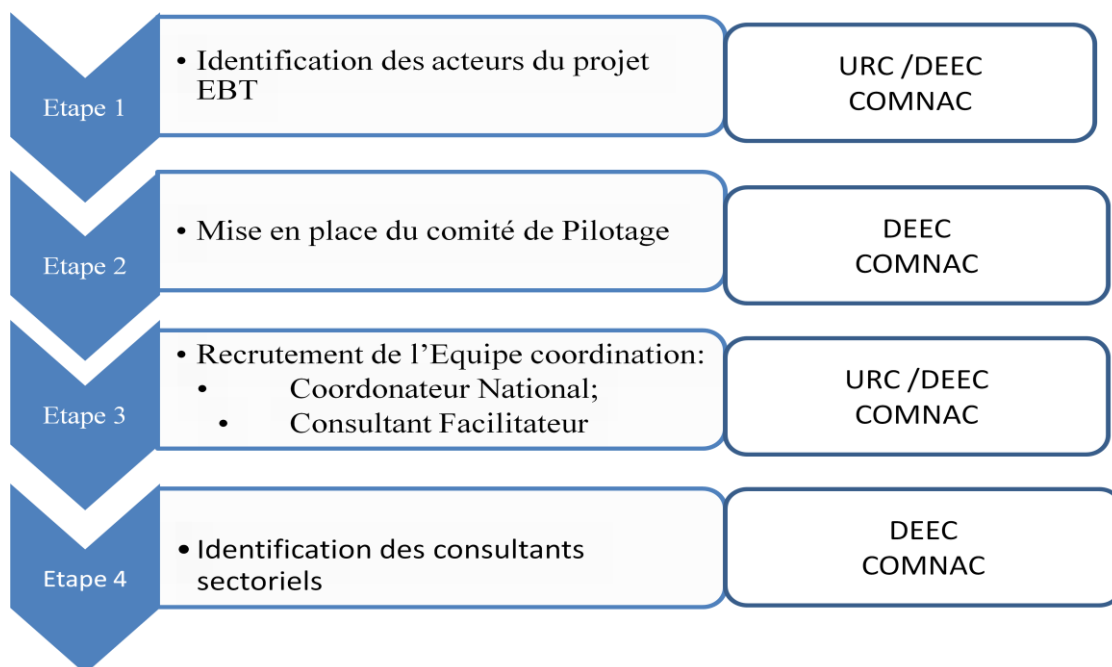 Etape 1
• Identification des acteurs du projet
EBT
URC /DEEC
COMNAC
Etape 2
• Mise en place du comité de Pilotage
DEEC
COMNAC
Etape 3
• Recrutement de l’Equipe coordination:
• Coordonateur National;
• Consultant Facilitateur
URC /DEEC
COMNAC
Etape 4
• Identification des consultants
sectoriels
DEEC
COMNAC